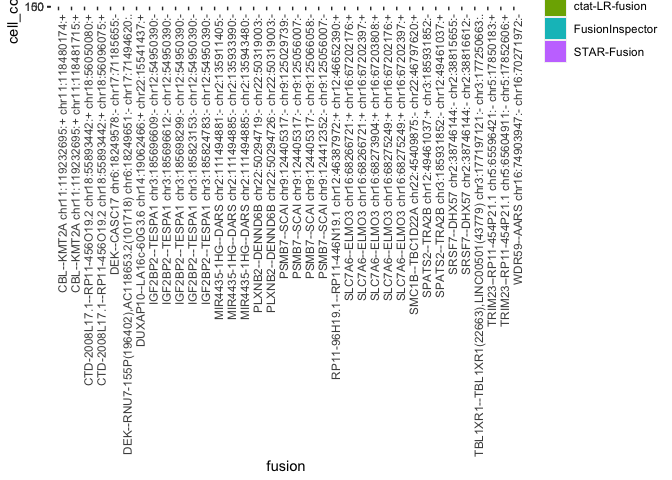 160
cell_cc
ctat-LR-fusion
FusionInspector
STAR-Fusion
CBL--KMT2A chr11:119232695:+ chr11:118480174:+
CBL--KMT2A chr11:119232695:+ chr11:118481715:+
CTD-2008L17.1--RP11-456O19.2 chr18:55893442:+ chr18:56050080:+
CTD-2008L17.1--RP11-456O19.2 chr18:55893442:+ chr18:56096075:+
DEK--CASC17 chr6:18249578:- chr17:71185655:-
DEK--RNU7-155P(196402),AC118653.2(101718) chr6:18249651:- chr17:71494620:-
DUXAP10--LA16c-60G3.6 chr14:19062466:+ chr22:15541437:+
IGF2BP2--TESPA1 chr3:185696609:- chr12:54950390:-
IGF2BP2--TESPA1 chr3:185696612:- chr12:54950390:-
IGF2BP2--TESPA1 chr3:185698299:- chr12:54950390:-
IGF2BP2--TESPA1 chr3:185823153:- chr12:54950390:-
IGF2BP2--TESPA1 chr3:185824783:- chr12:54950390:-
MIR4435-1HG--DARS chr2:111494881:- chr2:135911405:-
MIR4435-1HG--DARS chr2:111494885:- chr2:135933990:-
MIR4435-1HG--DARS chr2:111494885:- chr2:135943480:-
PLXNB2--DENND6B chr22:50294719:- chr22:50319003:-
PLXNB2--DENND6B chr22:50294726:- chr22:50319003:-
PSMB7--SCAI chr9:124405317:- chr9:125029739:-
PSMB7--SCAI chr9:124405317:- chr9:125056007:-
PSMB7--SCAI chr9:124405317:- chr9:125056058:-
PSMB7--SCAI chr9:124412352:- chr9:125056007:-
RP11-96H19.1--RP11-446N19.1 chr12:46387972:+ chr12:46652390:+
SLC7A6--ELMO3 chr16:68266721:+ chr16:67202176:+
SLC7A6--ELMO3 chr16:68266721:+ chr16:67202397:+
SLC7A6--ELMO3 chr16:68273904:+ chr16:67203808:+
SLC7A6--ELMO3 chr16:68275249:+ chr16:67202176:+
SLC7A6--ELMO3 chr16:68275249:+ chr16:67202397:+
SMC1B--TBC1D22A chr22:45409875:- chr22:46797620:+
SPATS2--TRA2B chr12:49461037:+ chr3:185931852:-
SPATS2--TRA2B chr3:185931852:- chr12:49461037:+
SRSF7--DHX57 chr2:38746144:- chr2:38815655:-
SRSF7--DHX57 chr2:38746144:- chr2:38816612:-
TBL1XR1--TBL1XR1(22663),LINC00501(43779) chr3:177197121:- chr3:177250663:-
TRIM23--RP11-454P21.1 chr5:65596421:- chr5:178501183:+
TRIM23--RP11-454P21.1 chr5:65604911:- chr5:178526061:+
WDR59--AARS chr16:74903947:- chr16:70271972:-
fusion